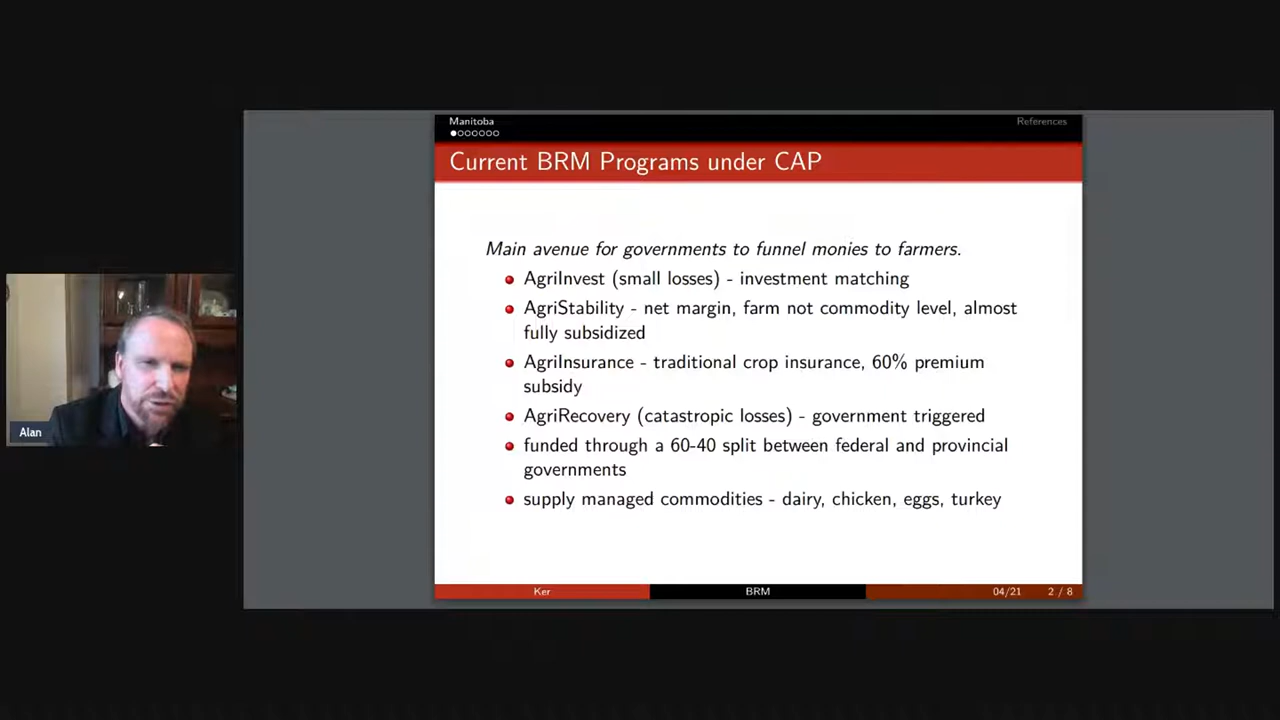 Manitoba
References
Current BRM Programs under CAP
Main avenue for governments to funnel monies to farmers.
AgriInvest (small losses) - investment matching
AgriStability - net margin, farm not commodity level, almost
fully subsidized
AgriInsurance - traditional crop insurance, 60% premium
subsidy
AgriRecovery (catastropic losses) - government triggered
funded through a 60-40 split between federal and provincial
governments
supply managed commodities - dairy, chicken, eggs, turkey
Alan
Ker
BRM
04/21
2 / 8